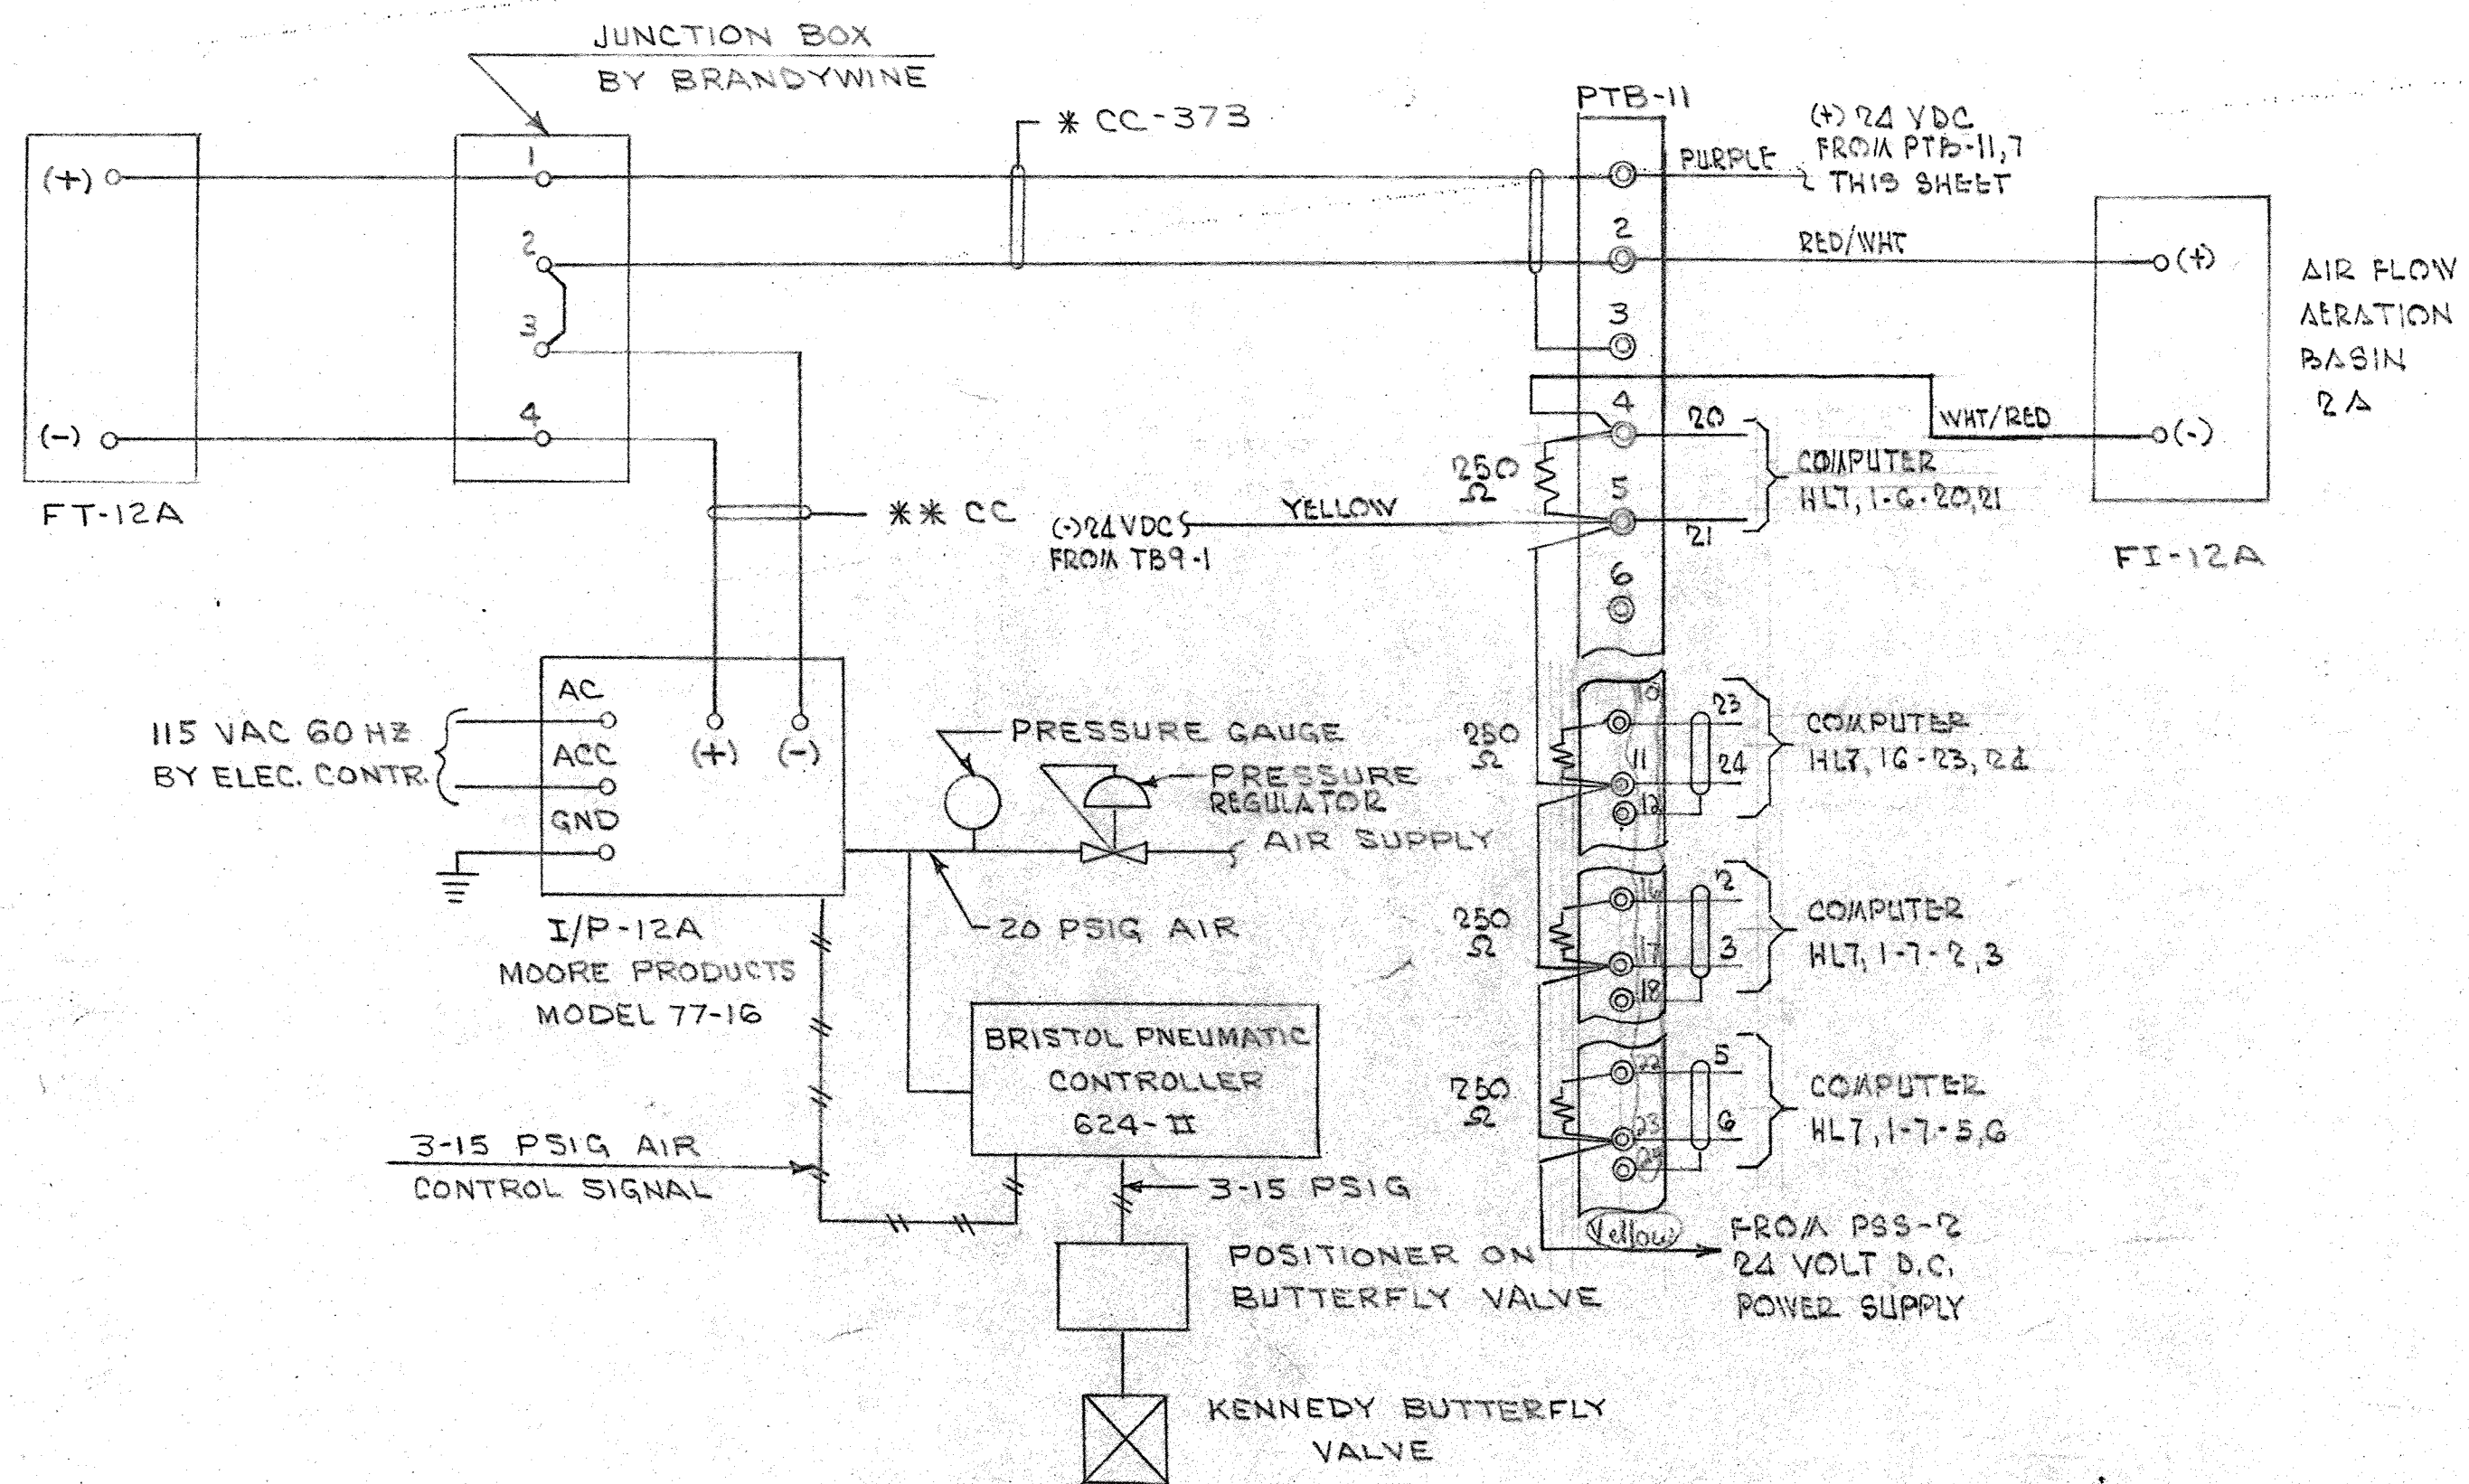 JUNCTION BOX
BY BRANDYWINE
* CC-373
PTB-11
(+) 24 VDC
FROM PTB-11,7
THIS SHEET
PURPLE
(+)
1
2
RED/WHT
(+)
2
3
3
AIR FLOW
AERATION
BASIN
2A
(-)
4
4
20
WHT/RED
(-)
250
Ω
5
COMPUTER
HL7, 1-6-20,21
FT-12A
** CC
(-)24 VDC
FROM TB9-1
YELLOW
21
FI-12A
6
AC
115 VAC 60 HZ
BY ELEC. CONTR.
ACC
(+)
(-)
GND
PRESSURE GAUGE
PRESSURE
REGULATOR
AIR SUPPLY
250
Ω
10
23
11
24
12
COMPUTER
HL7, 16-23, 24
I/P-12A
MOORE PRODUCTS
MODEL 77-16
20 PSIG AIR
250
Ω
16
2
17
3
18
COMPUTER
HL7, 1-7-2,3
BRISTOL PNEUMATIC
CONTROLLER
624-II
250
Ω
22
5
23
6
24
COMPUTER
HL7, 1-7-5,6
3-15 PSIG AIR
CONTROL SIGNAL
3-15 PSIG
Yellow
FROM PSS-2
24 VOLT D.C.
POWER SUPPLY
POSITIONER ON
BUTTERFLY VALVE
KENNEDY BUTTERFLY
VALVE